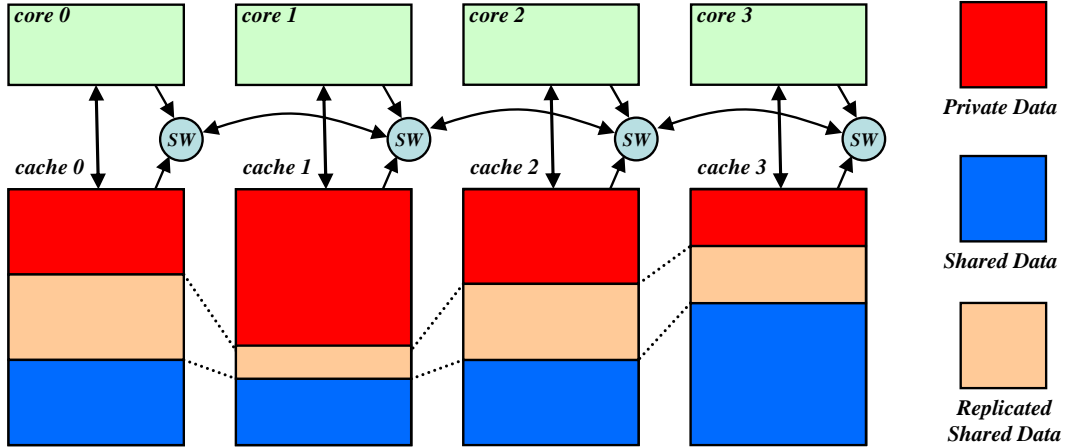 core 0
core 1
core 2
core 3
Private Data
SW
SW
SW
SW
cache 0
cache 1
cache 2
cache 3
Shared Data
Replicated
Shared Data